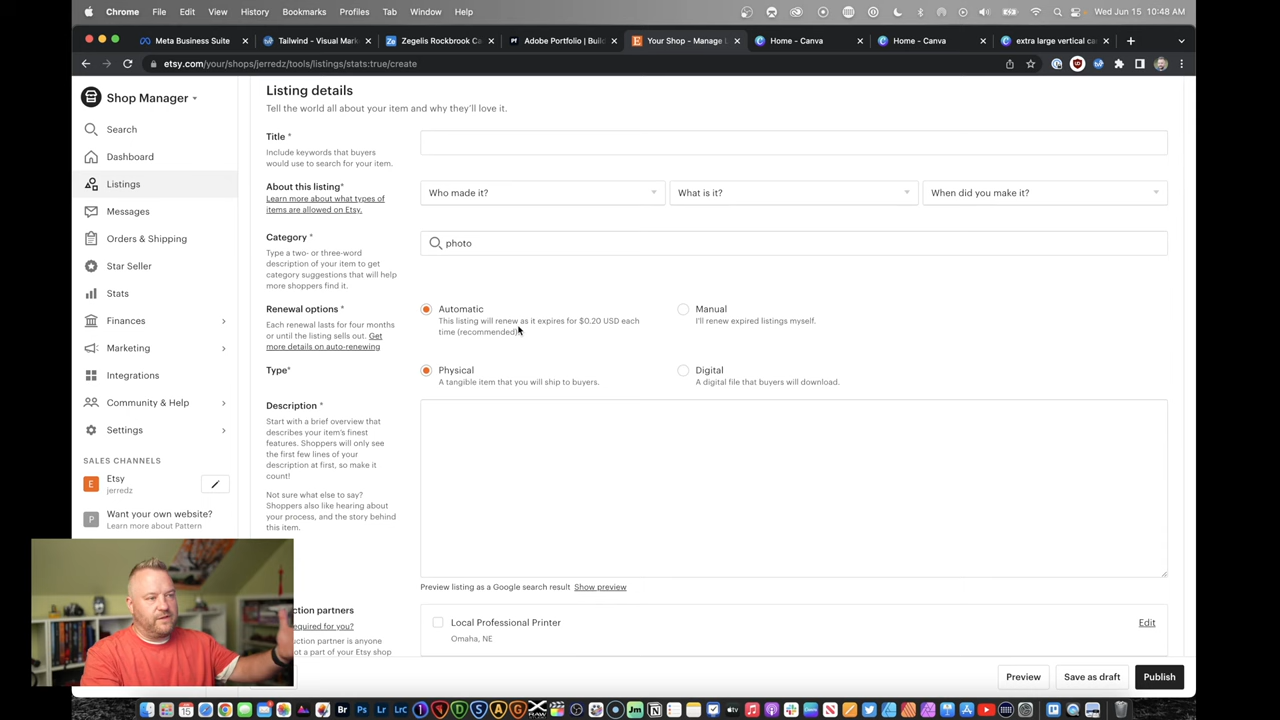 Chrome File Edit View History Bookmarks Profiles Tab Window Help Wed Jun 15 10:48 AM
Meta Business Suite
Tailwind - Visual Mark
Zegelis Rockbrook Ca
Adobe Portfolio | Buil
Your Shop - Manage L
Home - Canva
Home - Canva
extra large vertical ca
etsy.com/your/shops/jerredz/tools/listings/stats:true/create
Shop Manager
Search
Dashboard
Listings
Messages
Orders & Shipping
Star Seller
Stats
Finances
Marketing
Integrations
Community & Help
Settings
SALES CHANNELS
Etsy
jerredz
Want your own website?
Learn more about Pattern
Listing details
Tell the world all about your item and why they'll love it.
Title *
Include keywords that buyers
would use to search for your item.
About this listing*
Learn more about what types of
items are allowed on Etsy.
Who made it?
What is it?
When did you make it?
Category *
Type a two- or three-word
description of your item to get
category suggestions that will help
more shoppers find it.
photo
Renewal options *
Each renewal lasts for four months
or until the listing sells out. Get
more details on auto-renewing
Automatic
This listing will renew as it expires for $0.20 USD each
time (recommended)
Manual
I'll renew expired listings myself.
Type*
Physical
A tangible item that you will ship to buyers.
Digital
A digital file that buyers will download.
Description *
Start with a brief overview that
describes your item's finest
features. Shoppers will only see
the first few lines of your
description at first, so make it
count!
Not sure what else to say?
Shoppers also like hearing about
your process, and the story behind
this item.
Preview listing as a Google search result Show preview
ction partners
equired for you?
uction partner is anyone
ot a part of your Etsy shop
Local Professional Printer
Omaha, NE
Edit
Preview
Save as draft
Publish